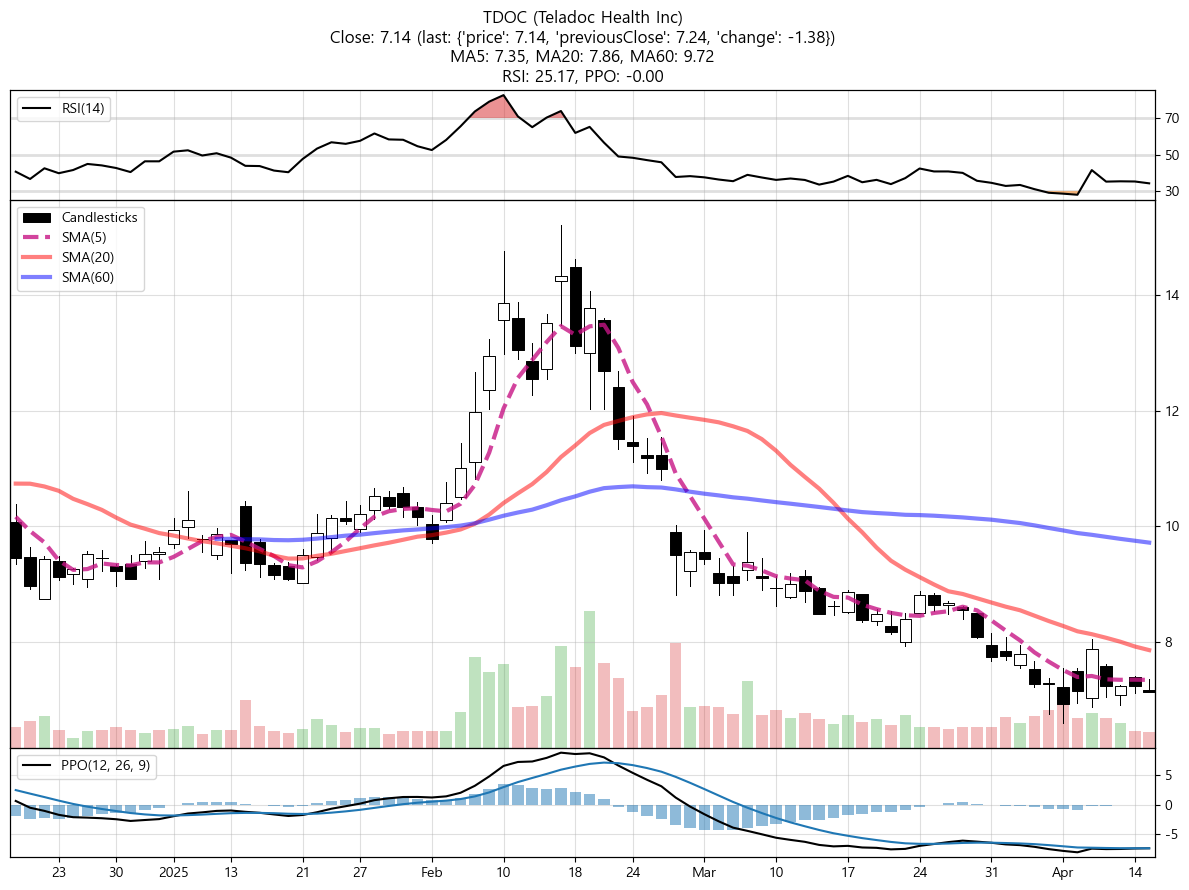 TDOC (Teladoc Health Inc)
Close: 7.14 (last: {'price': 7.14, 'previousClose': 7.24, 'change': -1.38})
MA5: 7.35, MA20: 7.86, MA60: 9.72
RSI: 25.17, PPO: -0.00
RSI(14)
70
50
30
Candlesticks
SMA(5)
SMA(20)
SMA(60)
14
12
10
8
PPO(12, 26, 9)
5
0
-5
23 30 2025 13 21 27 Feb 10 18 24 Mar 10 17 24 31 Apr 14